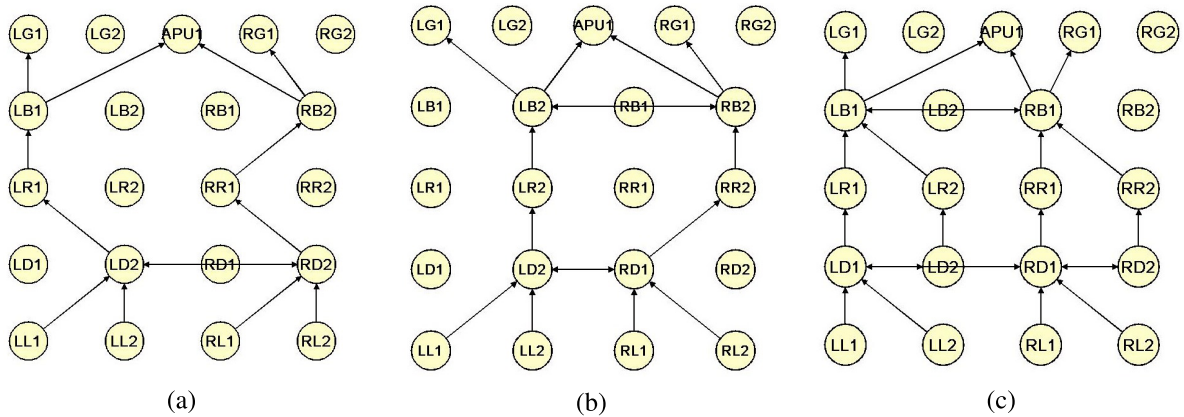 LG1 LG2 APU1 RG1 RG2
LB1 LB2 RB1 RB2
LR1 LR2 RR1 RR2
LD1 LD2 RD1 RD2
LL1 LL2 RL1 RL2
(a)
LG1 LG2 APU1 RG1 RG2
LB1 LB2 RB1 RB2
LR1 LR2 RR1 RR2
LD1 LD2 RD1 RD2
LL1 LL2 RL1 RL2
(b)
LG1 LG2 APU1 RG1 RG2
LB1 LB2 RB1 RB2
LR1 LR2 RR1 RR2
LD1 LD2 RD1 RD2
LL1 LL2 RL1 RL2
(c)